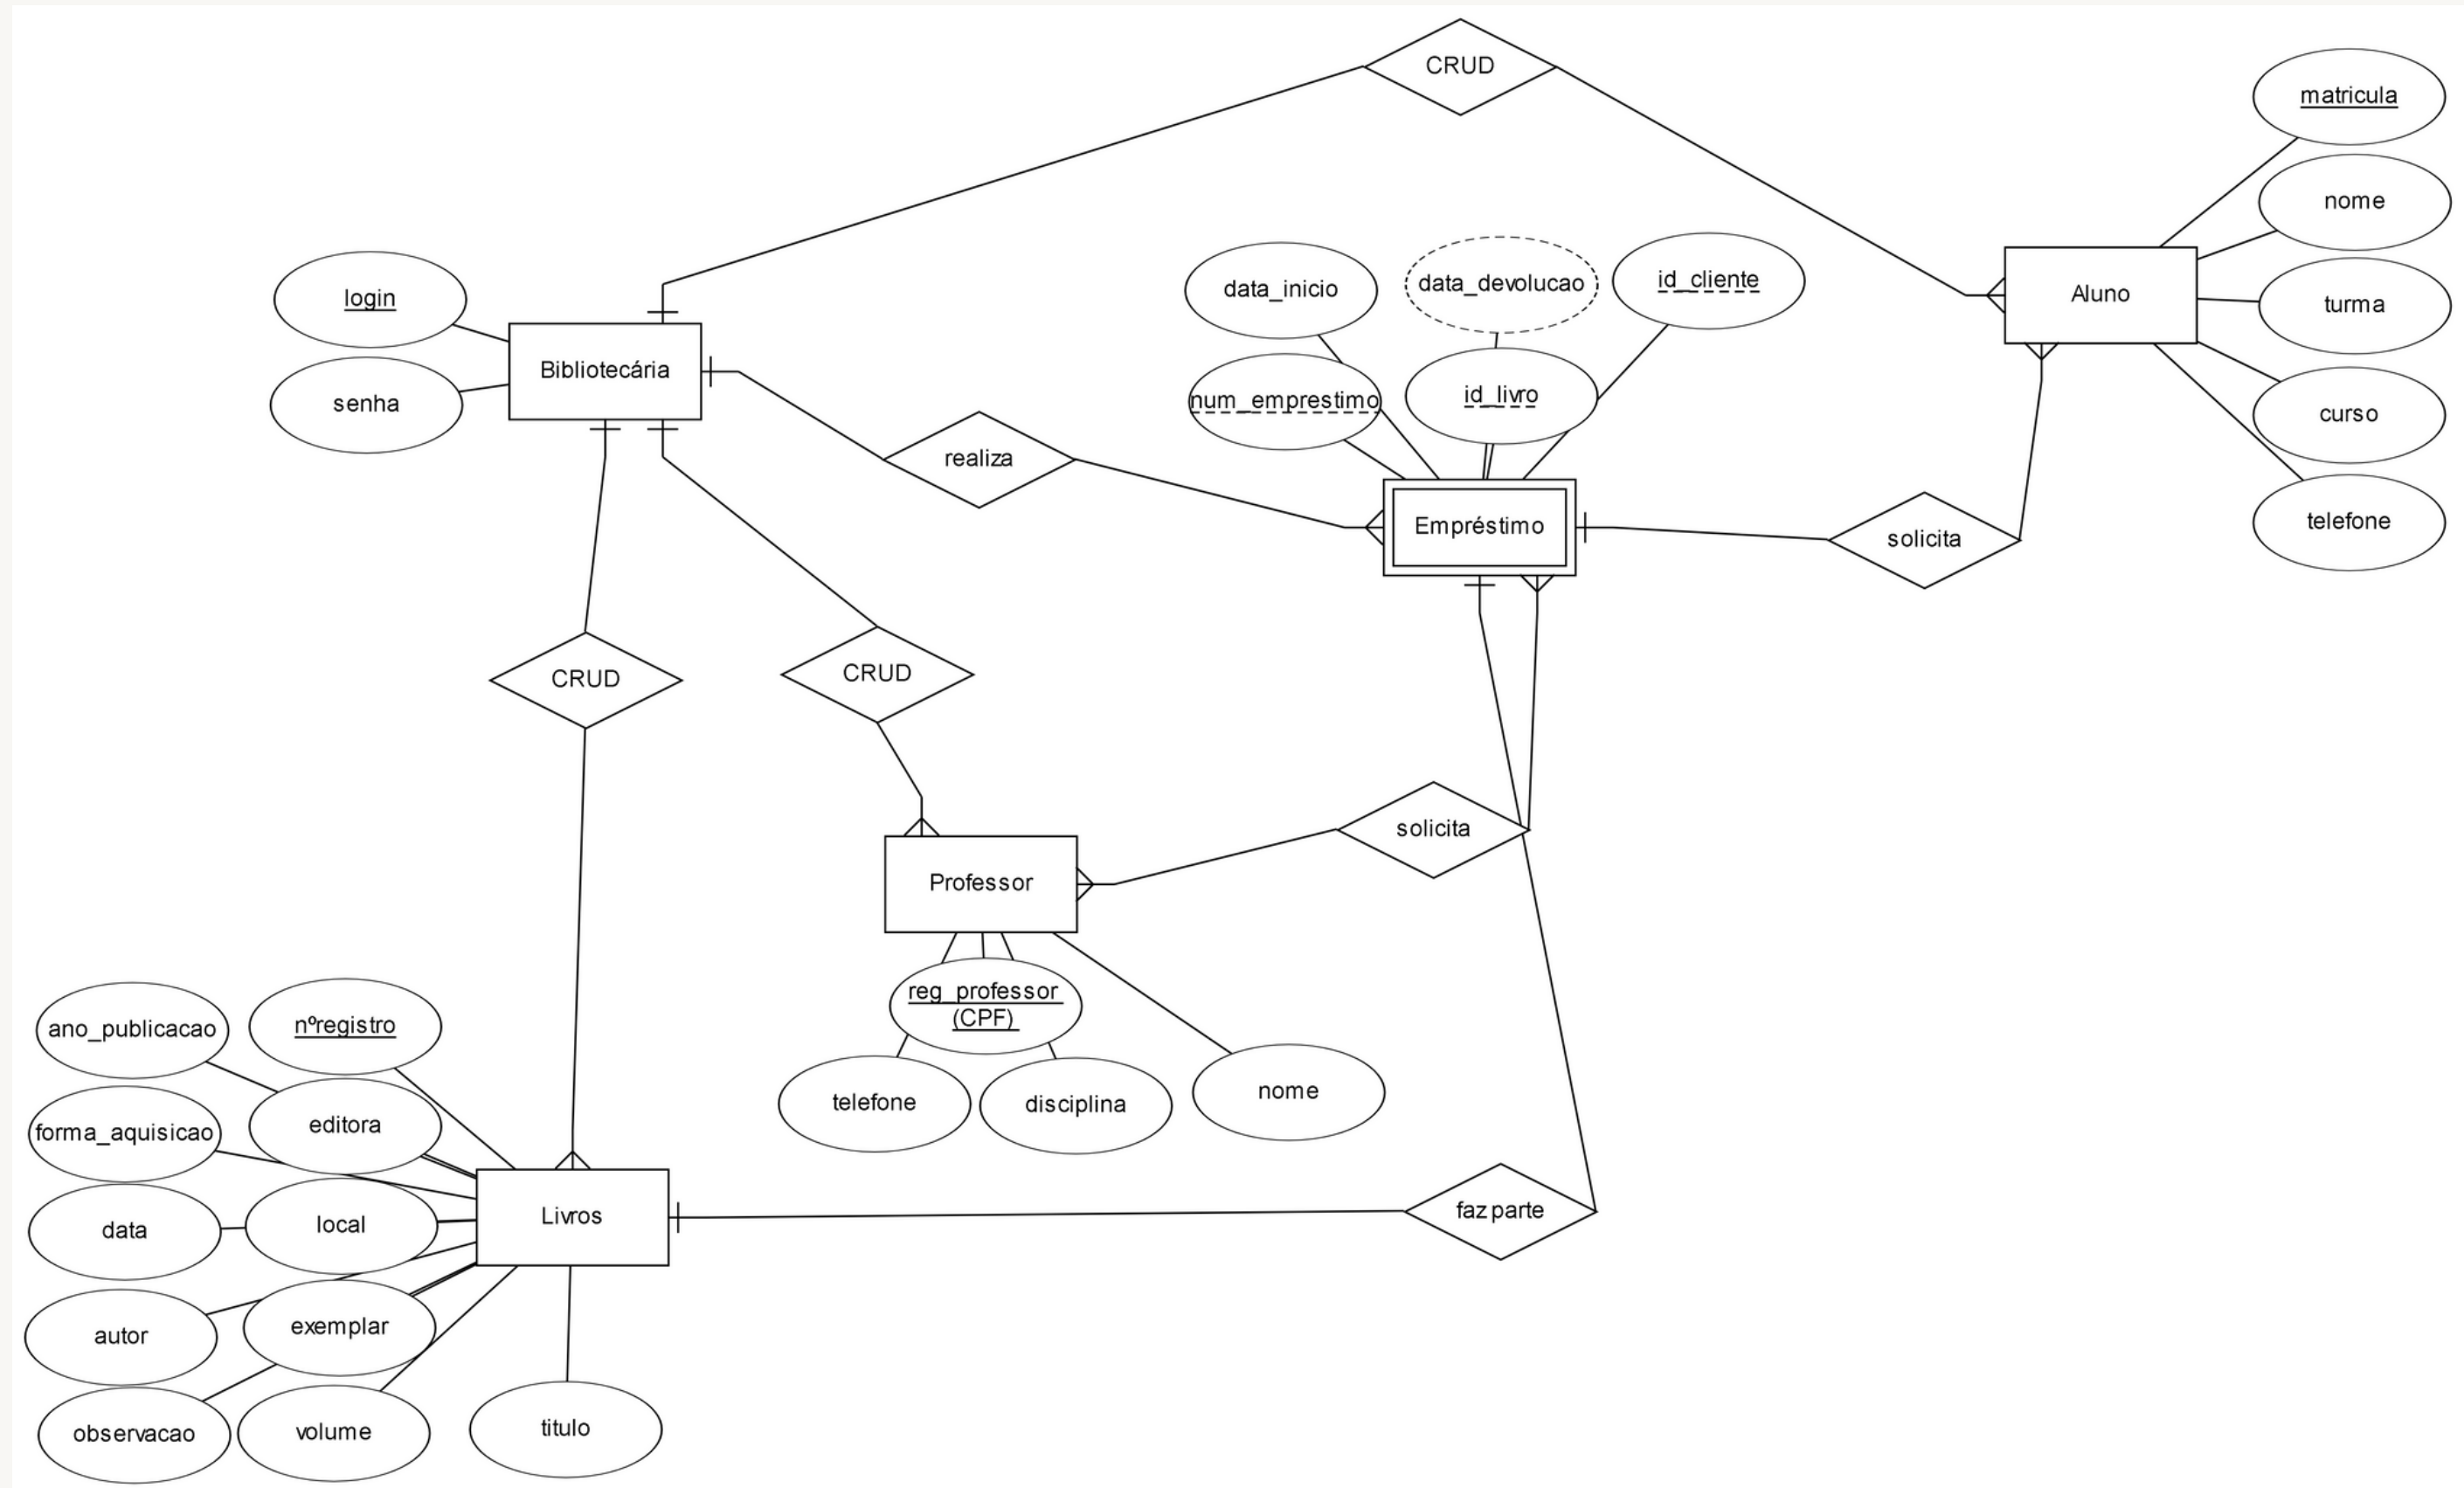 CRUD
matricula
nome
turma
curso
telefone
Aluno
login
senha
Bibliotecária
data_inicio
data_devolucao
id_cliente
num_emprestimo
id_livro
realiza
Empréstimo
solicita
CRUD
CRUD
solicita
Professor
reg_professor
(CPF)
telefone
disciplina
nome
ano_publicacao
nºregistro
forma_aquisicao
editora
data
local
Livros
faz parte
autor
exemplar
observacao
volume
titulo